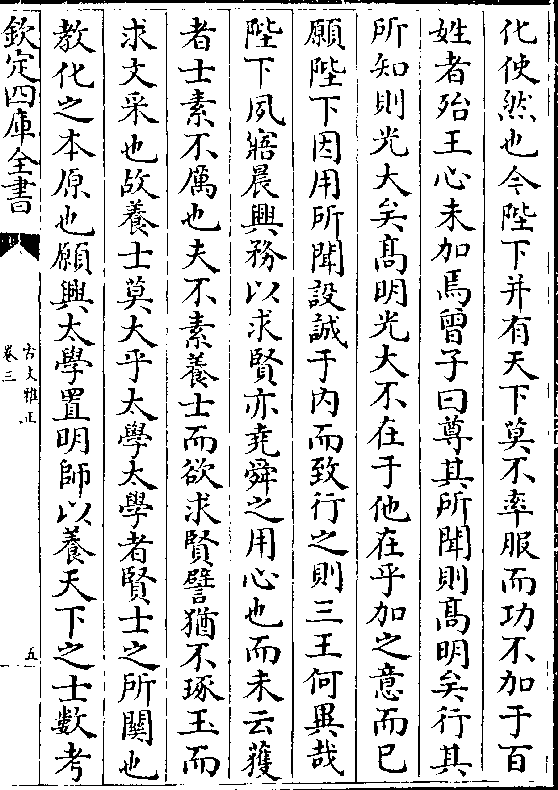 化使然也今陛下并有天下莫不率服而功不加于百
姓者殆王心未加焉曾子曰尊其所聞則髙明矣行其
所知則光大矣髙明光大不在于他在乎加之意而已
願陛下因用所聞設誠于内而致行之則三王何異哉
陛下夙寤晨興務以求賢亦堯舜之用心也而未云獲
者士素不厲也夫不素養士而欲求賢譬猶不琢玉而
求文采也故養士莫大乎太學太學者賢士之所關也
教化之本原也願興太學置明師以養天下之士數考
欽定四庫全書
古文雅正
卷三
五